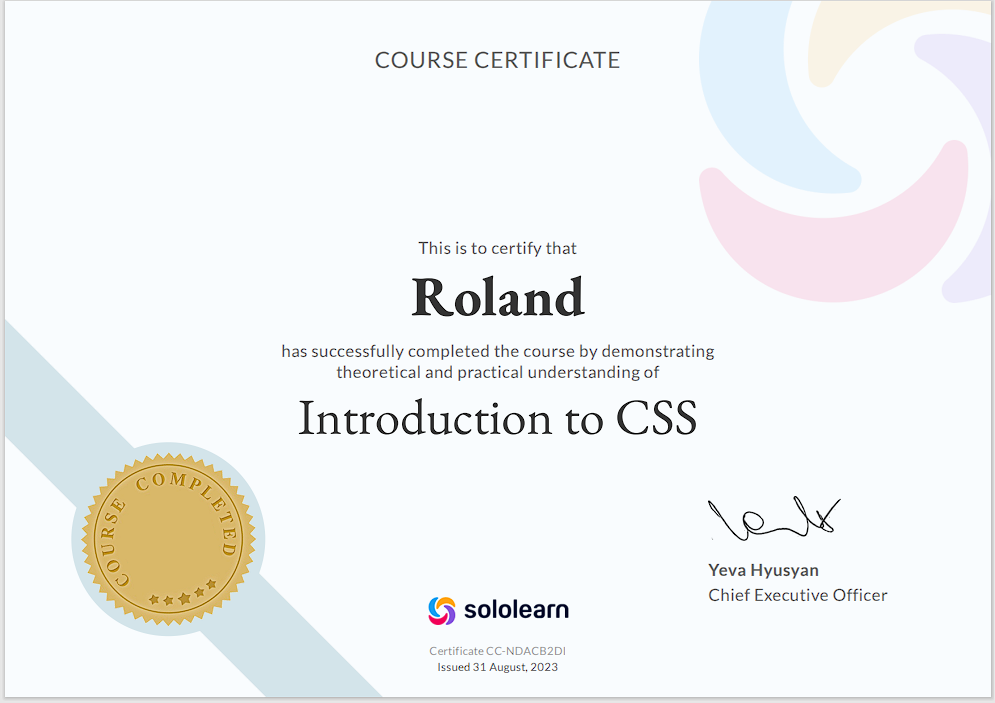 COURSE CERTIFICATE
This is to certify that
Roland
has successfully completed the course by demonstrating
theoretical and practical understanding of
Introduction to CSS
COURSE COMPLETED
Yeva Hyusyan
Chief Executive Officer
sololearn
Certificate CC-NDACB2DI
Issued 31 August, 2023